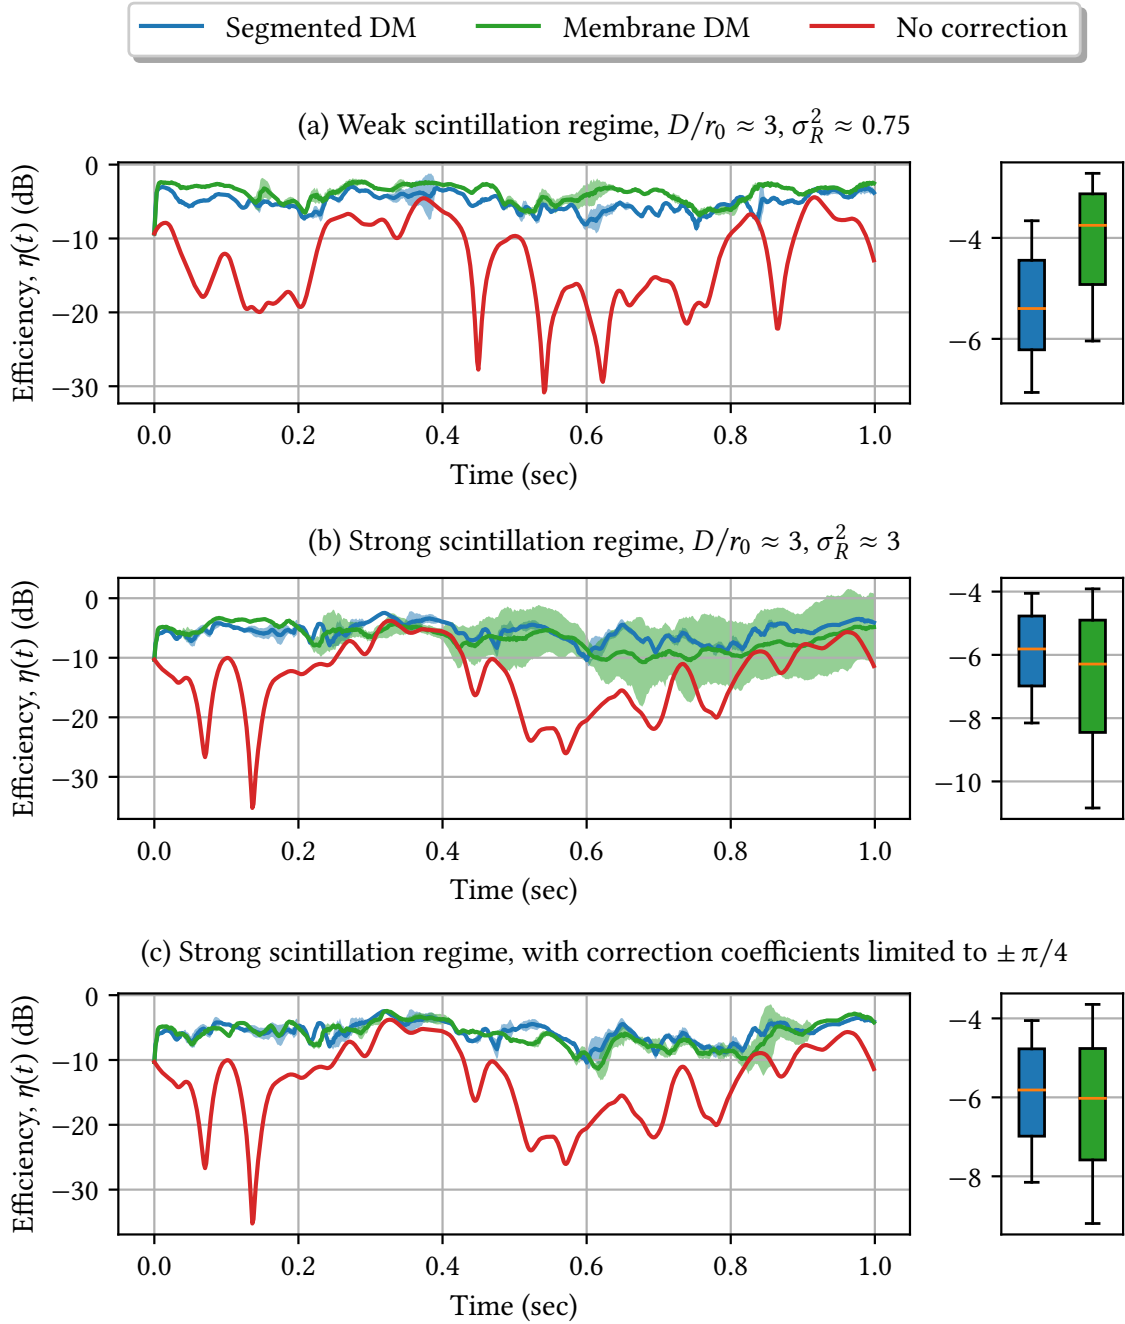 Segmented DM Membrane DM No correction
(a) Weak scintillation regime, D/r₀ ≈ 3, σ²_R ≈ 0.75
Efficiency, η(t) (dB)
0
−10
−20
−30
0.0 0.2 0.4 0.6 0.8 1.0
Time (sec)
−4
−6
(b) Strong scintillation regime, D/r₀ ≈ 3, σ²_R ≈ 3
Efficiency, η(t) (dB)
0
−10
−20
−30
0.0 0.2 0.4 0.6 0.8 1.0
Time (sec)
−4
−6
−8
−10
(c) Strong scintillation regime, with correction coefficients limited to ± π/4
Efficiency, η(t) (dB)
0
−10
−20
−30
0.0 0.2 0.4 0.6 0.8 1.0
Time (sec)
−4
−6
−8